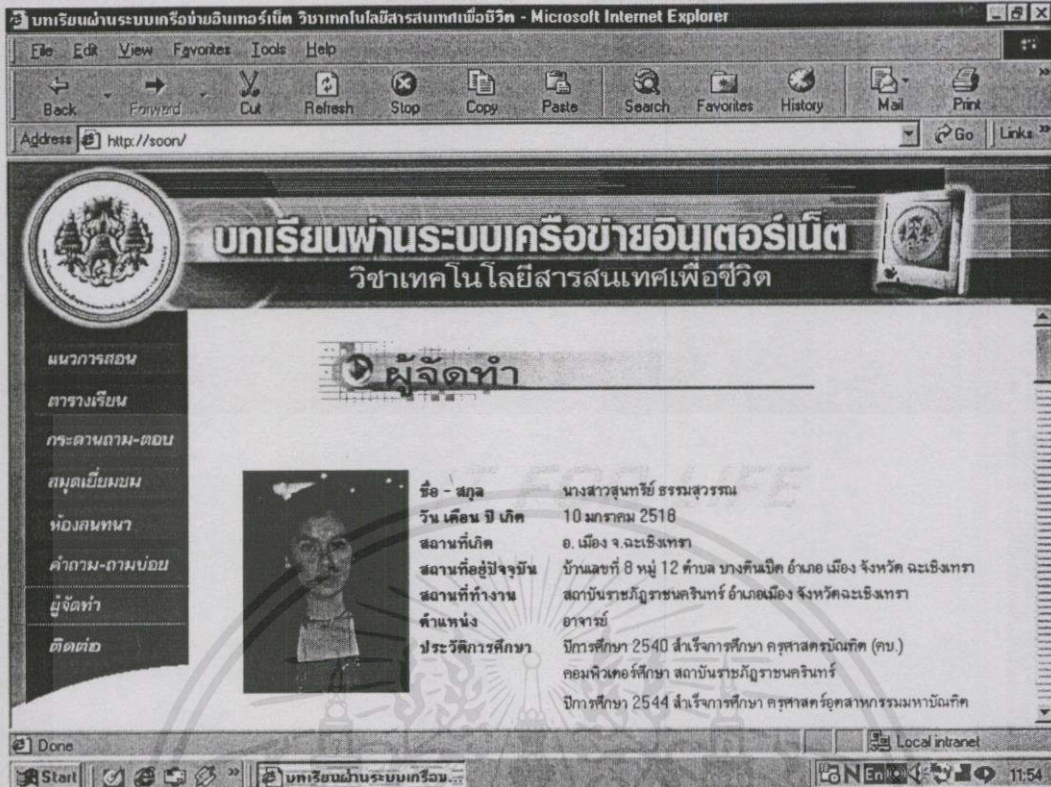 บทเรียนผ่านระบบเครือข่ายอินเทอร์เน็ต วิชาเทคโนโลยีสารสนเทศเพื่อชีวิต - Microsoft Internet Explorer
File Edit View Favorites Tools Help
Back Forward Cut Refresh Stop Copy Paste Search Favorites History Mail Print
Address http://soon/ Go Links
บทเรียนผ่านระบบเครือข่ายอินเตอร์เน็ต
วิชาเทคโนโลยีสารสนเทศเพื่อชีวิต
แนวการสอน
ตารางเรียน
กระดานถาม-ตอบ
สมุดเยี่ยมชม
ห้องสนทนา
คำถาม-ถามบ่อย
ผู้จัดทำ
ติดต่อ
ผู้จัดทำ
IT FOR LIFE
ชื่อ - สกุล นางสาวสุนทรีย์ ธรรมสุวรรณ
วัน เดือน ปี เกิด 10 มกราคม 2518
สถานที่เกิด อ. เมือง จ.ฉะเชิงเทรา
สถานที่อยู่ปัจจุบัน บ้านเลขที่ 8 หมู่ 12 ตำบล บางตีนเป็ด อำเภอ เมือง จังหวัด ฉะเชิงเทรา
สถานที่ทำงาน สถาบันราชภัฏราชนครินทร์ อำเภอเมือง จังหวัดฉะเชิงเทรา
ตำแหน่ง อาจารย์
ประวัติการศึกษา ปีการศึกษา 2540 สำเร็จการศึกษา ครุศาสตรบัณฑิต (คบ.)
คอมพิวเตอร์ศึกษา สถาบันราชภัฏราชนครินทร์
ปีการศึกษา 2544 สำเร็จการศึกษา ครุศาสตร์อุตสาหกรรมมหาบัณฑิต
Done Local intranet
Start บทเรียนผ่านระบบเครือข... En 11:54